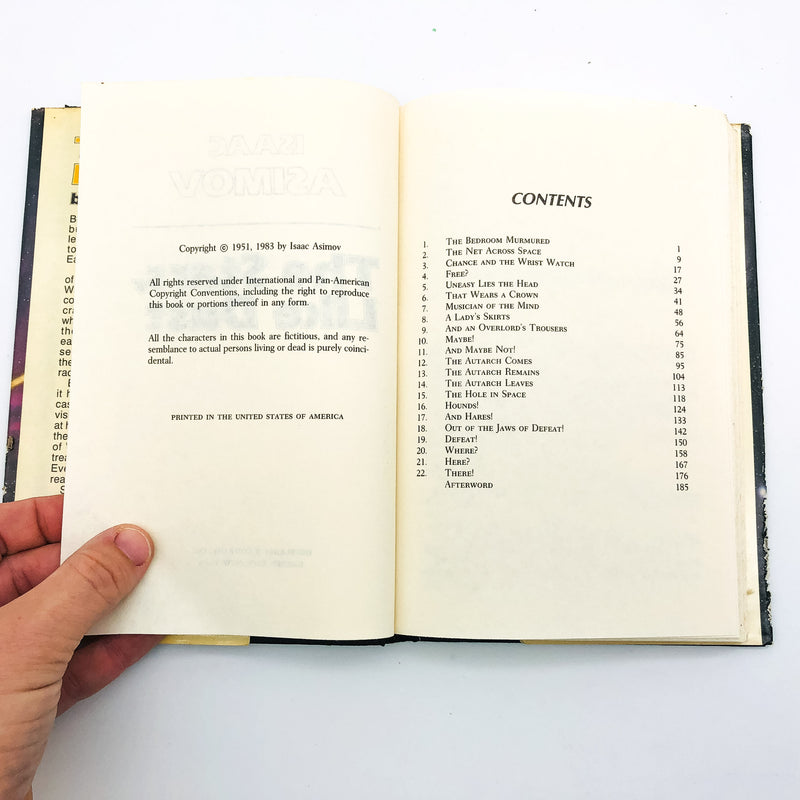 Copyright © 1951, 1983 by Isaac Asimov
All rights reserved under International and Pan-American
Copyright Conventions, including the right to reproduce
this book or portions thereof in any form.
All the characters in this book are fictitious, and any re-
semblance to actual persons living or dead is purely coinci-
dental.
PRINTED IN THE UNITED STATES OF AMERICA
CONTENTS
1. The Bedroom Murmured 1
2. The Net Across Space 9
3. Chance and the Wrist Watch 17
4. Free? 27
5. Uneasy Lies the Head 34
6. That Wears a Crown 41
7. Musician of the Mind 48
8. A Lady's Skirts 56
9. And an Overlord's Trousers 64
10. Maybe! 75
11. And Maybe Not! 85
12. The Autarch Comes 95
13. The Autarch Remains 104
14. The Autarch Leaves 113
15. The Hole in Space 118
16. Hounds! 124
17. And Hares! 133
18. Out of the Jaws of Defeat! 142
19. Defeat! 150
20. Where? 158
21. Here? 167
22. There! 176
Afterword 185